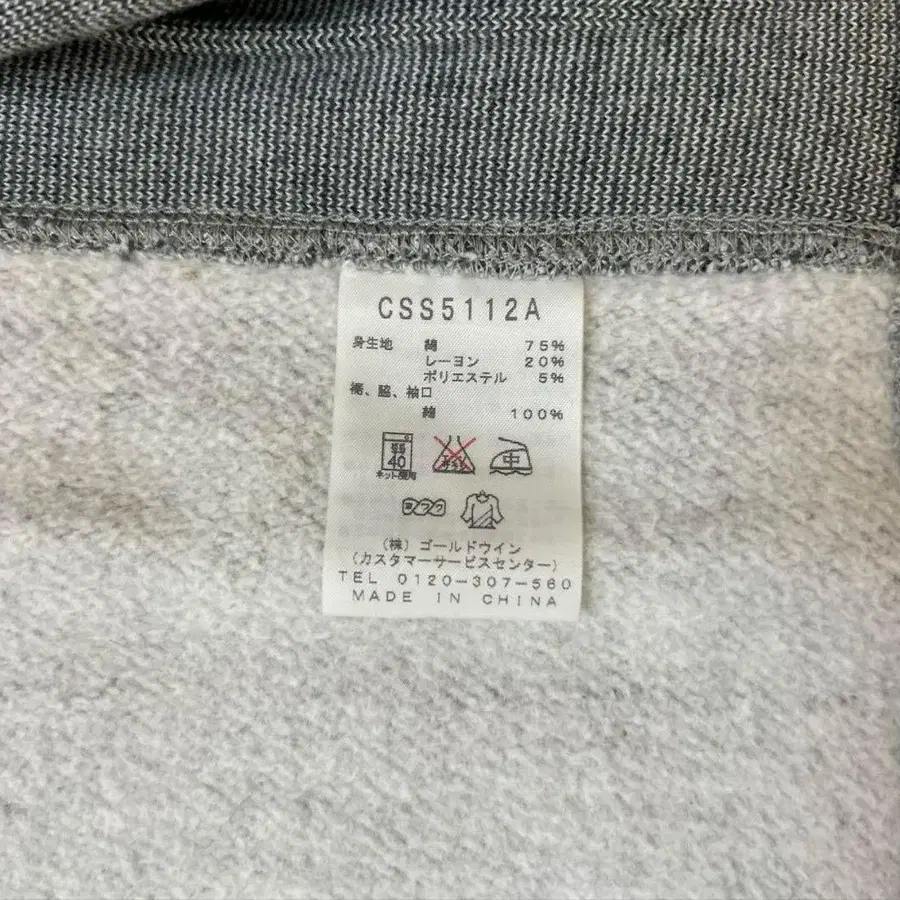 CSS5112A
身生地 綿 75%
レーヨン 20%
ポリエステル 5%
裾、脇、袖口
綿 100%
40 中
ネット使用
(株)ゴールドウイン
(カスタマーサービスセンター)
TEL 0120-307-560
MADE IN CHINA